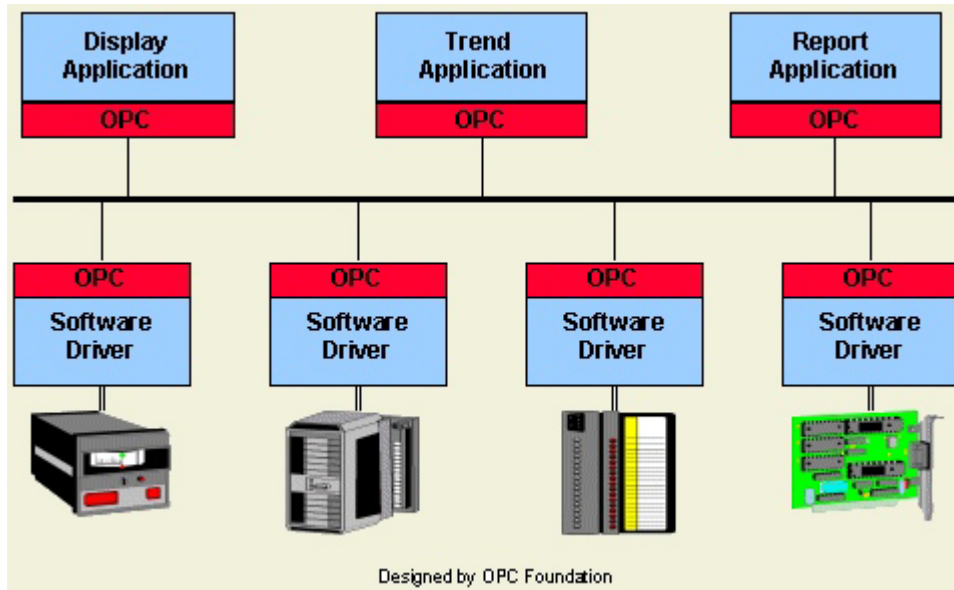 Display
Application
OPC
Trend
Application
OPC
Report
Application
OPC
OPC
Software
Driver
OPC
Software
Driver
OPC
Software
Driver
OPC
Software
Driver
Designed by OPC Foundation